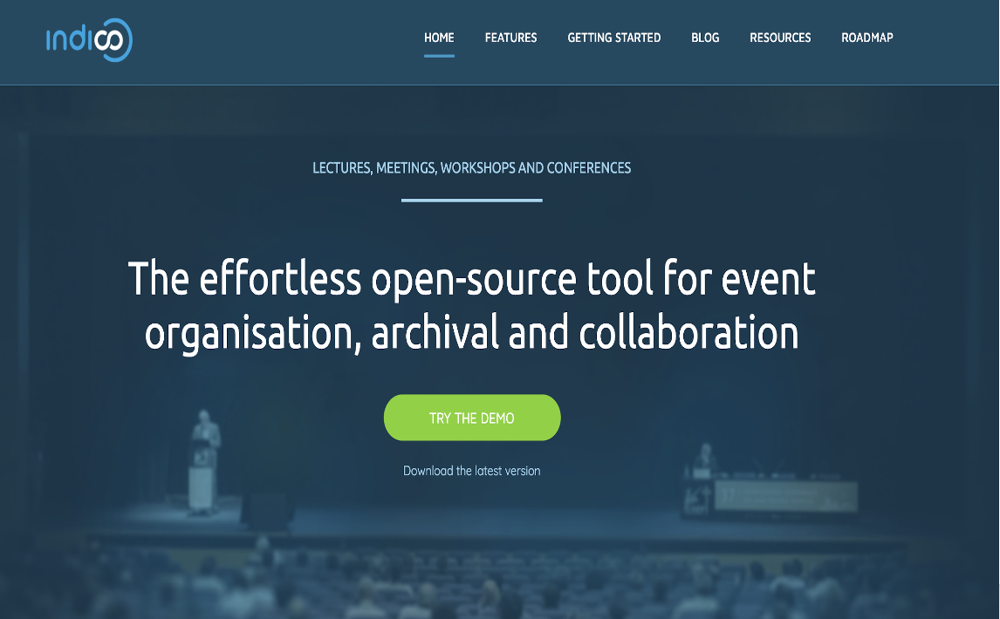 indico
HOME FEATURES GETTING STARTED BLOG RESOURCES ROADMAP
LECTURES, MEETINGS, WORKSHOPS AND CONFERENCES
The effortless open-source tool for event
organisation, archival and collaboration
TRY THE DEMO
Download the latest version